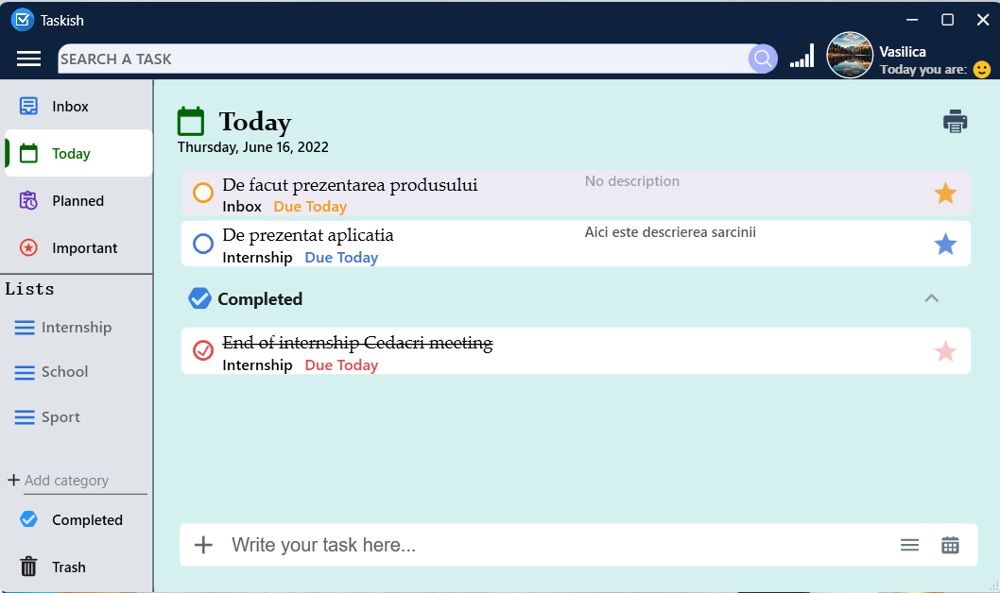 Taskish
SEARCH A TASK
Vasilica
Today you are:
Inbox
Today
Planned
Important
Lists
Internship
School
Sport
Add category
Completed
Trash
Today
Thursday, June 16, 2022
De facut prezentarea produsului
No description
Inbox Due Today
De prezentat aplicatia
Aici este descrierea sarcinii
Internship Due Today
Completed
End of internship Cedacri meeting
Internship Due Today
Write your task here...